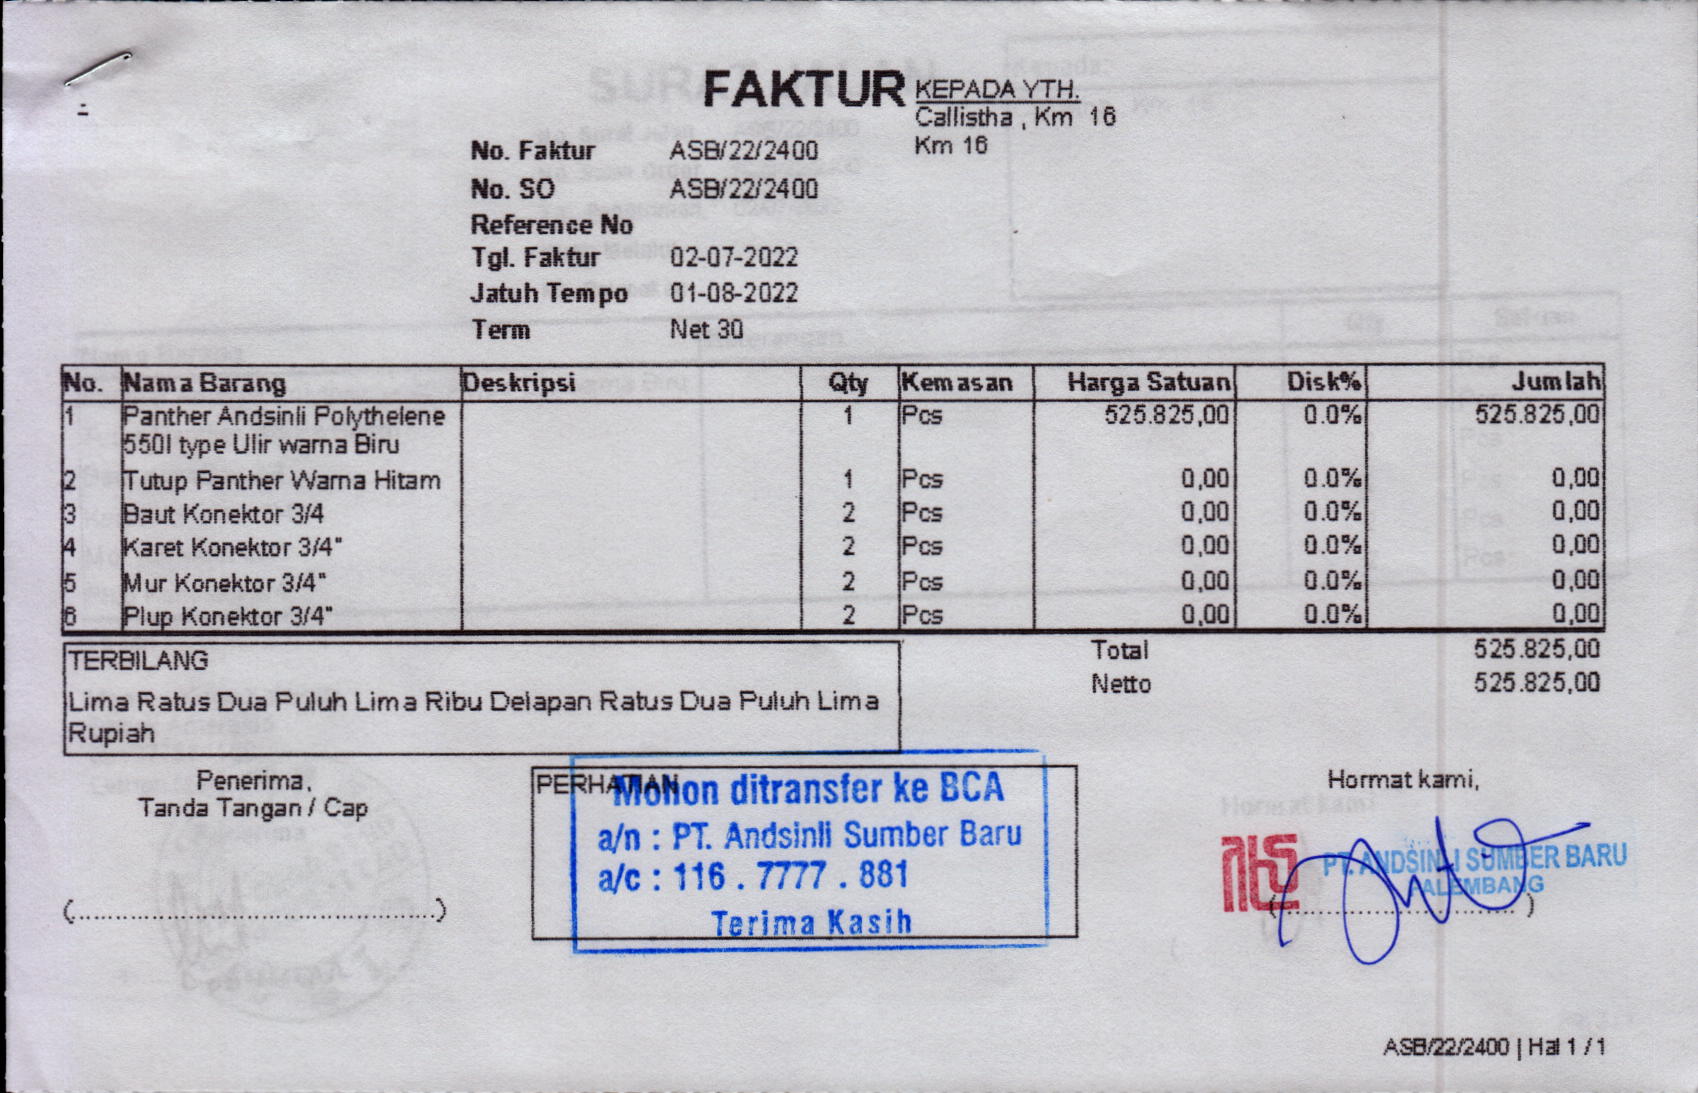 FAKTUR
KEPADA YTH.
Callistha , Km 16
Km 16
No. Faktur ASB/22/2400
No. SO ASB/22/2400
Reference No
Tgl. Faktur 02-07-2022
Jatuh Tempo 01-08-2022
Term Net 30
No. Nama Barang Deskripsi Qty Kemasan Harga Satuan Disk% Jumlah
1 Panther Andsinli Polythelene 1 Pcs 525.825,00 0.0% 525.825,00
550l type Ulir warna Biru
2 Tutup Panther Warna Hitam 1 Pcs 0,00 0.0% 0,00
3 Baut Konektor 3/4 2 Pcs 0,00 0.0% 0,00
4 Karet Konektor 3/4" 2 Pcs 0,00 0.0% 0,00
5 Mur Konektor 3/4" 2 Pcs 0,00 0.0% 0,00
6 Plup Konektor 3/4" 2 Pcs 0,00 0.0% 0,00
Total 525.825,00
Netto 525.825,00
TERBILANG
Lima Ratus Dua Puluh Lima Ribu Delapan Ratus Dua Puluh Lima
Rupiah
Penerima,
Tanda Tangan / Cap
(................................................)
PERHATIAN
Mohon ditransfer ke BCA
a/n : PT. Andsinli Sumber Baru
a/c : 116 . 7777 . 881
Terima Kasih
Hormat kami,
PT. ANDSINLI SUMBER BARU
PALEMBANG
(................................)
ASB/22/2400 | Hal 1 / 1